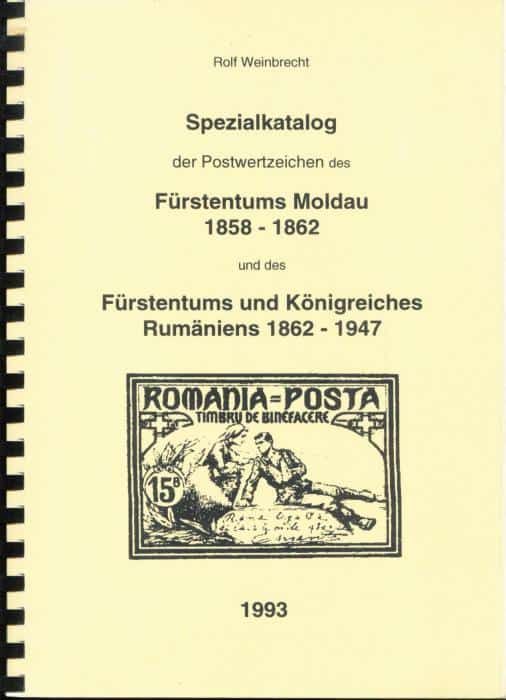 Rolf Weinbrecht
Spezialkatalog
der Postwertzeichen des
Fürstentums Moldau
1858 - 1862
und des
Fürstentums und Königreiches
Rumäniens 1862 - 1947
ROMANIA=POSTA
TIMBRU DE BINEFACERE
15B
1993